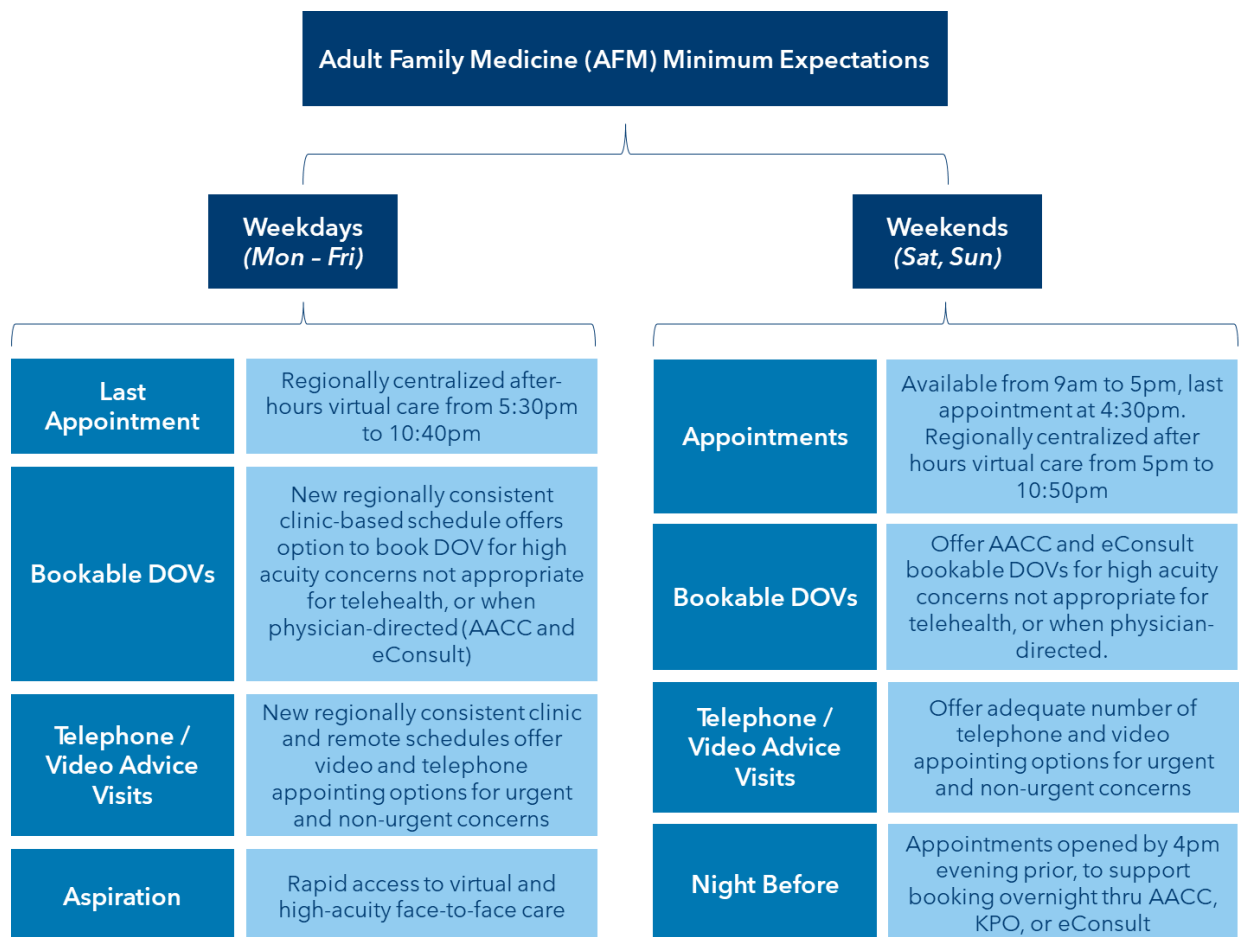 Adult Family Medicine (AFM) Minimum Expectations
Weekdays
(Mon – Fri)
Last
Appointment
Regionally centralized after-
hours virtual care from 5:30pm
to 10:40pm
Bookable DOVs
New regionally consistent
clinic-based schedule offers
option to book DOV for high
acuity concerns not appropriate
for telehealth, or when
physician-directed (AACC and
eConsult)
Telephone /
Video Advice
Visits
New regionally consistent clinic
and remote schedules offer
video and telephone
appointing options for urgent
and non-urgent concerns
Aspiration
Rapid access to virtual and
high-acuity face-to-face care
Weekends
(Sat, Sun)
Appointments
Available from 9am to 5pm, last
appointment at 4:30pm.
Regionally centralized after
hours virtual care from 5pm to
10:50pm
Bookable DOVs
Offer AACC and eConsult
bookable DOVs for high acuity
concerns not appropriate for
telehealth, or when physician-
directed.
Telephone /
Video Advice
Visits
Offer adequate number of
telephone and video
appointing options for urgent
and non-urgent concerns
Night Before
Appointments opened by 4pm
evening prior, to support
booking overnight thru AACC,
KPO, or eConsult